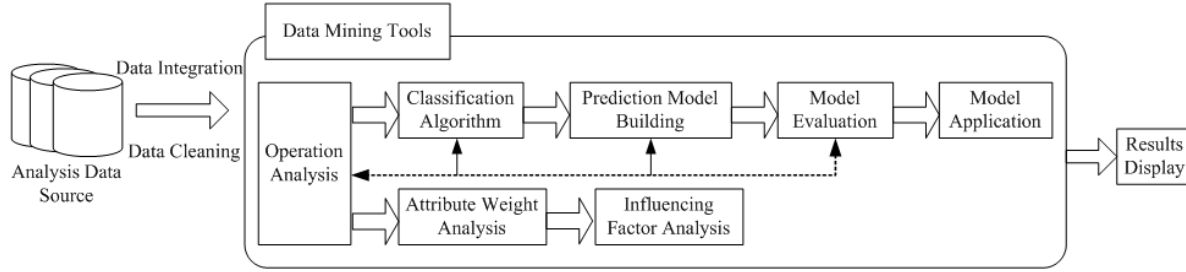 Data Mining Tools
Data Integration
Data Cleaning
Analysis Data
Source
Operation
Analysis
Classification
Algorithm
Prediction Model
Building
Model
Evaluation
Model
Application
Attribute Weight
Analysis
Influencing
Factor Analysis
Results
Display